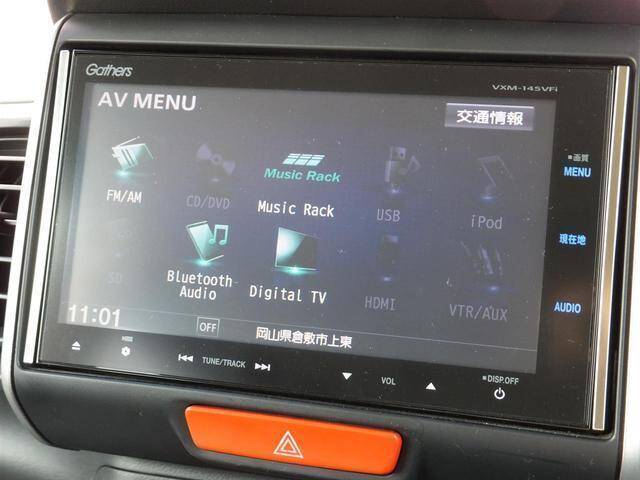 Gathers
VXM-145VFi
AV MENU
交通情報
画質
MENU
FM/AM
CD/DVD
Music Rack
Music Rack
USB
iPod
現在地
SD
Bluetooth
Audio
Digital TV
HDMI
VTR/AUX
AUDIO
11:01
OFF
岡山県倉敷市上東
TUNE/TRACK
VOL
DISP.OFF